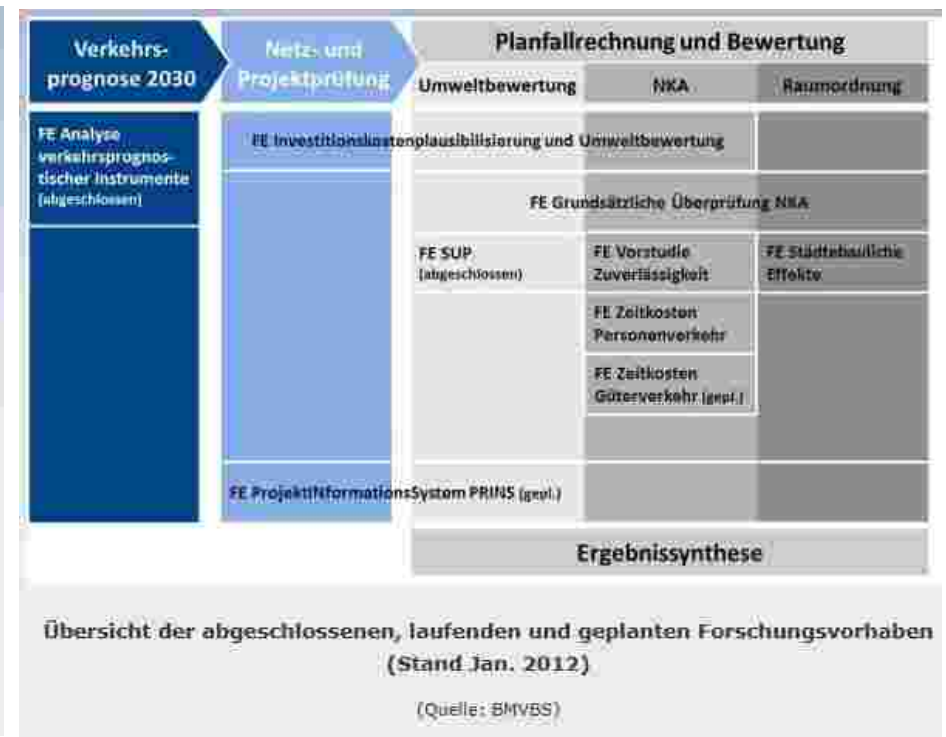 Verkehrs-
prognose 2030
Netz- und
Projektprüfung
Planfallrechnung und Bewertung
Umweltbewertung
NKA
Raumordnung
FE Analyse
verkehrsprognos-
tischer Instrumente
(abgeschlossen)
FE Investitionskostenplausibilisierung und Umweltbewertung
FE Grundsätzliche Überprüfung NKA
FE SUP
(abgeschlossen)
FE Vorstudie
Zuverlässigkeit
FE Städtebauliche
Effekte
FE Zeitkosten
Personenverkehr
FE Zeitkosten
Güterverkehr (gepl.)
FE ProjektINformationsSystem PRINS (gepl.)
Ergebnissynthese
Übersicht der abgeschlossenen, laufenden und geplanten Forschungsvorhaben
(Stand Jan. 2012)
(Quelle: BMVBS)